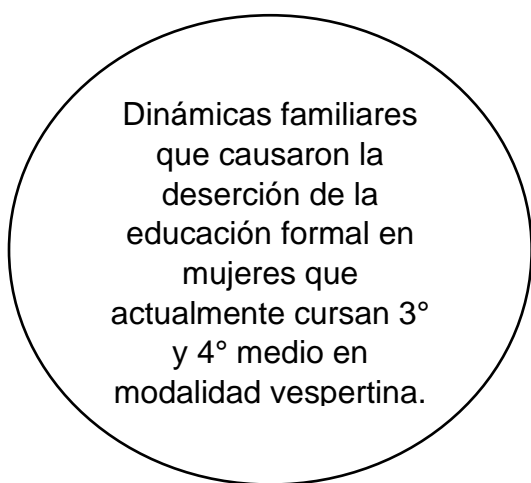 Dinámicas familiares
que causaron la
deserción de la
educación formal en
mujeres que
actualmente cursan 3°
y 4° medio en
modalidad vespertina.